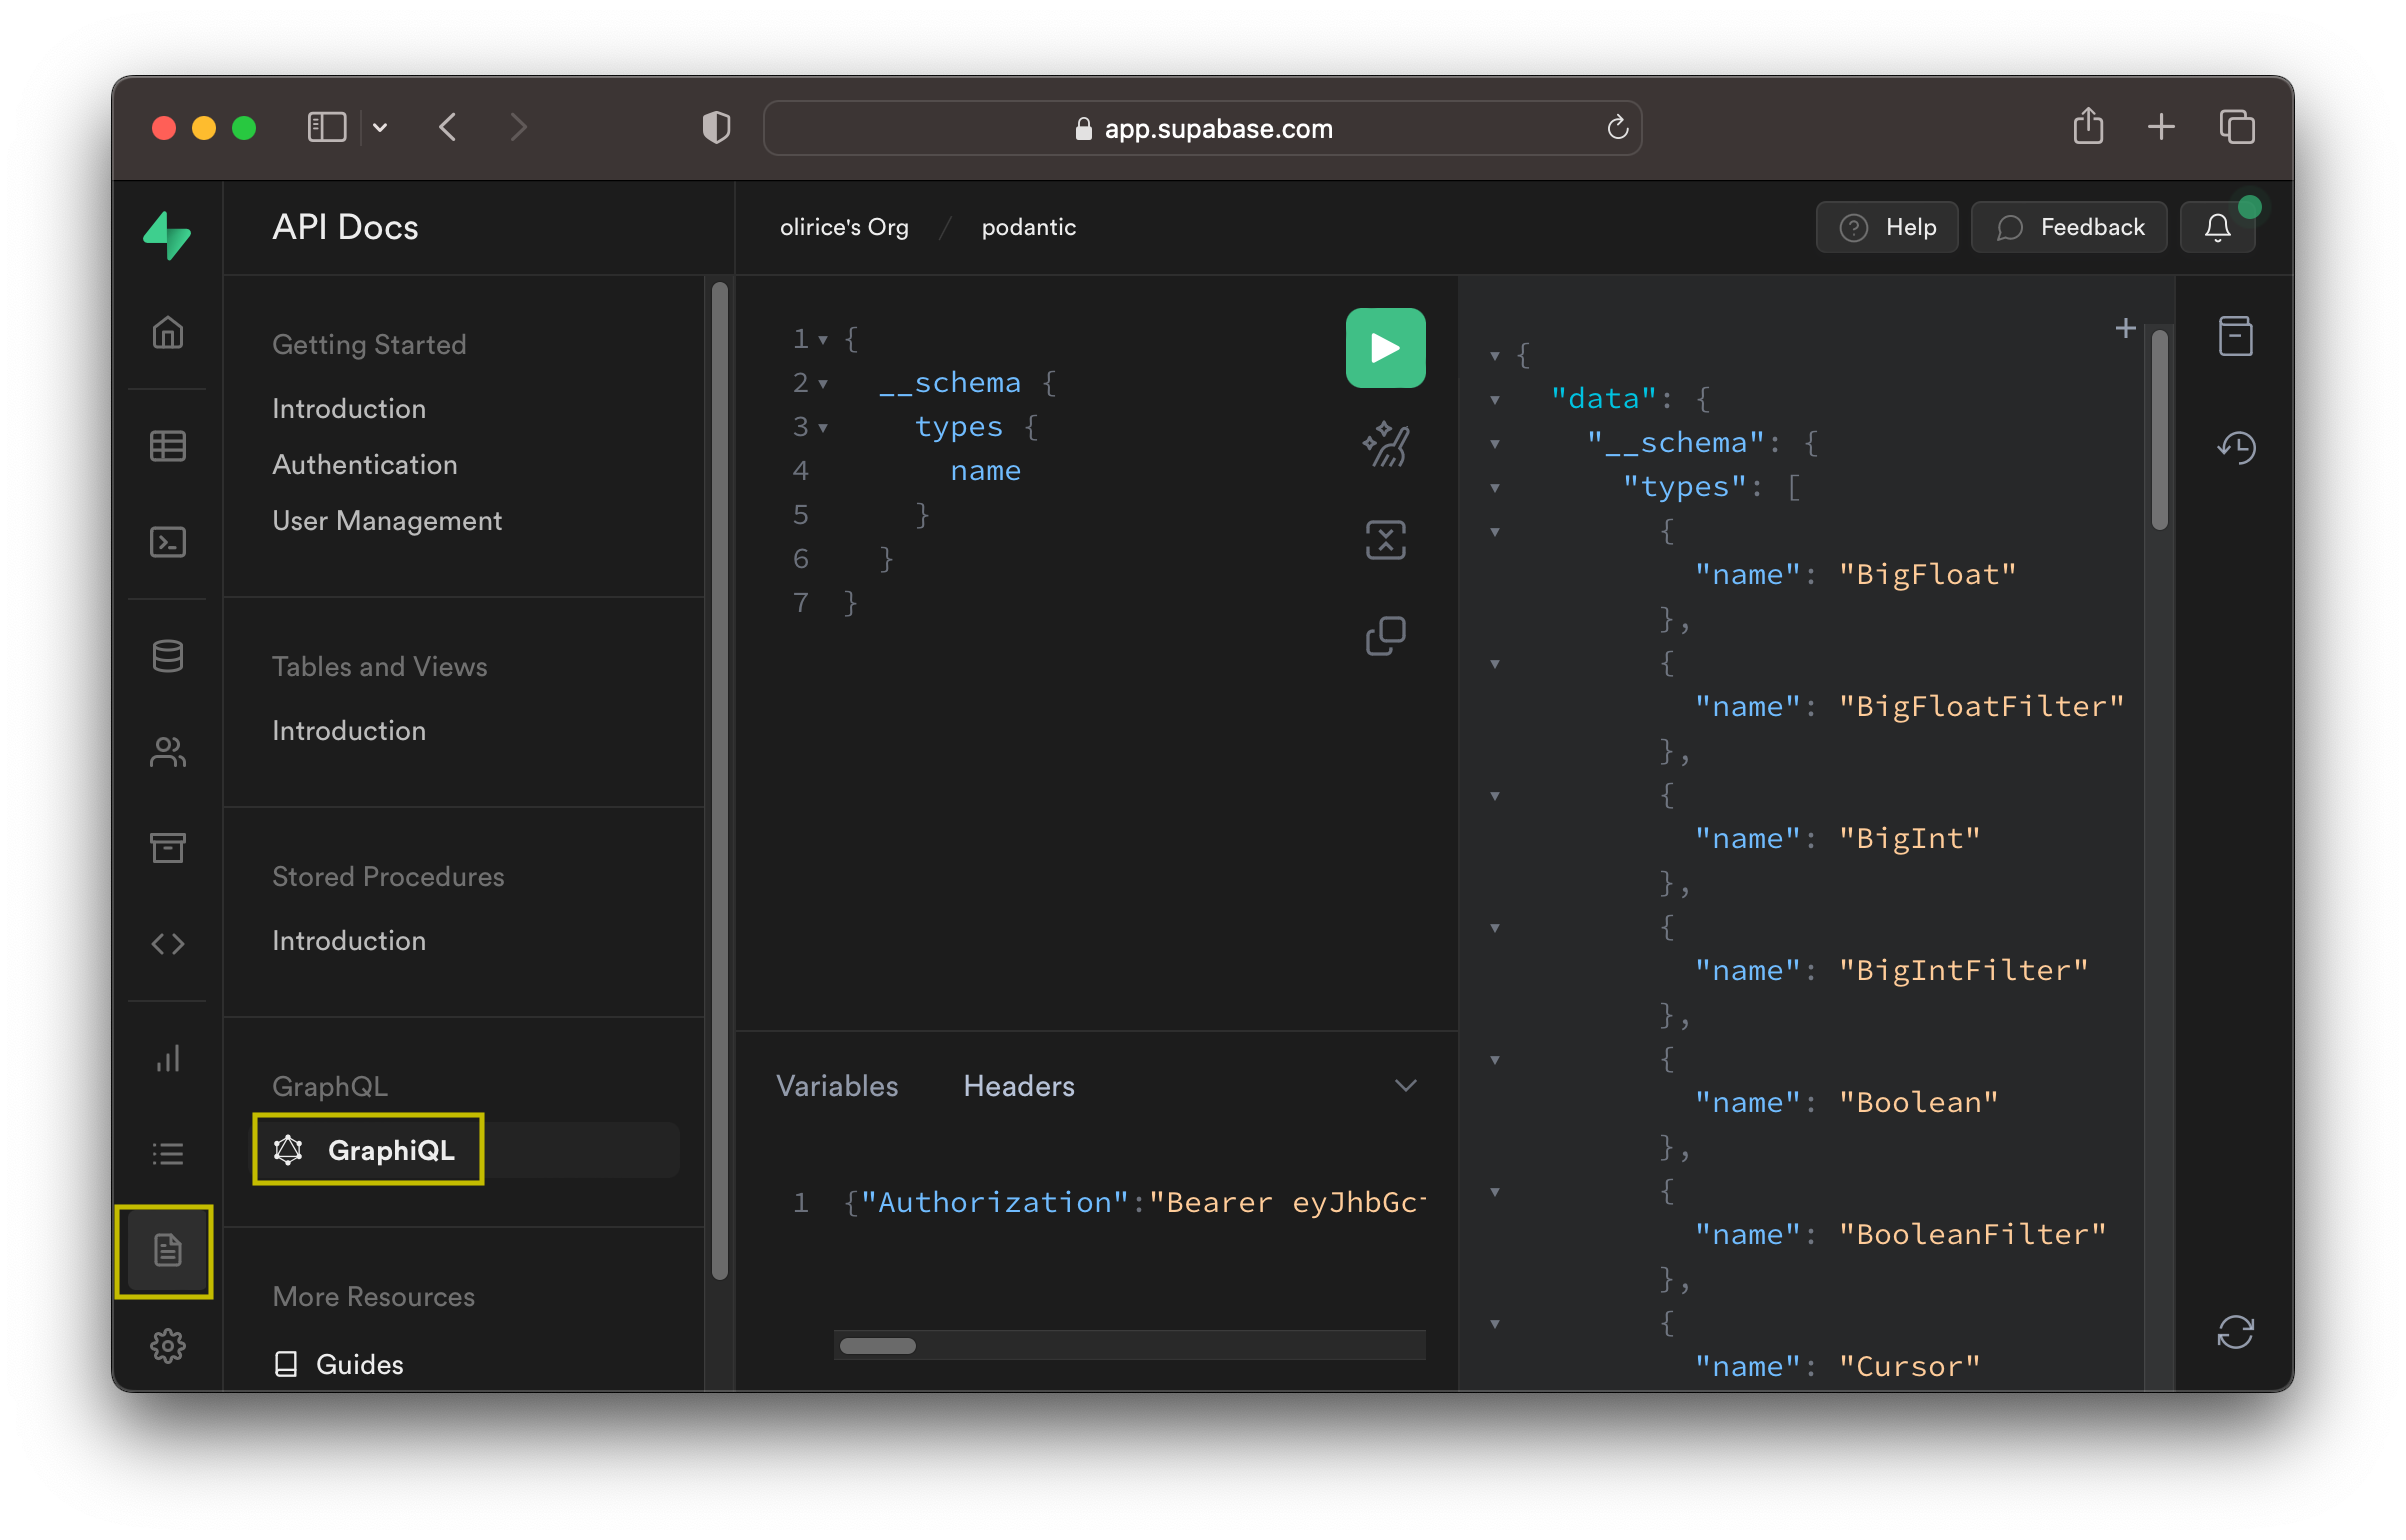 app.supabase.com
API Docs
olirice's Org / podantic
Help
Feedback
Getting Started
Introduction
Authentication
User Management
Tables and Views
Introduction
Stored Procedures
Introduction
GraphQL
GraphiQL
More Resources
Guides
1 {
2 __schema {
3 types {
4 name
5 }
6 }
7 }
Variables Headers
1 {"Authorization":"Bearer eyJhbGc
{
"data": {
"__schema": {
"types": [
{
"name": "BigFloat"
},
{
"name": "BigFloatFilter"
},
{
"name": "BigInt"
},
{
"name": "BigIntFilter"
},
{
"name": "Boolean"
},
{
"name": "BooleanFilter"
},
{
"name": "Cursor"